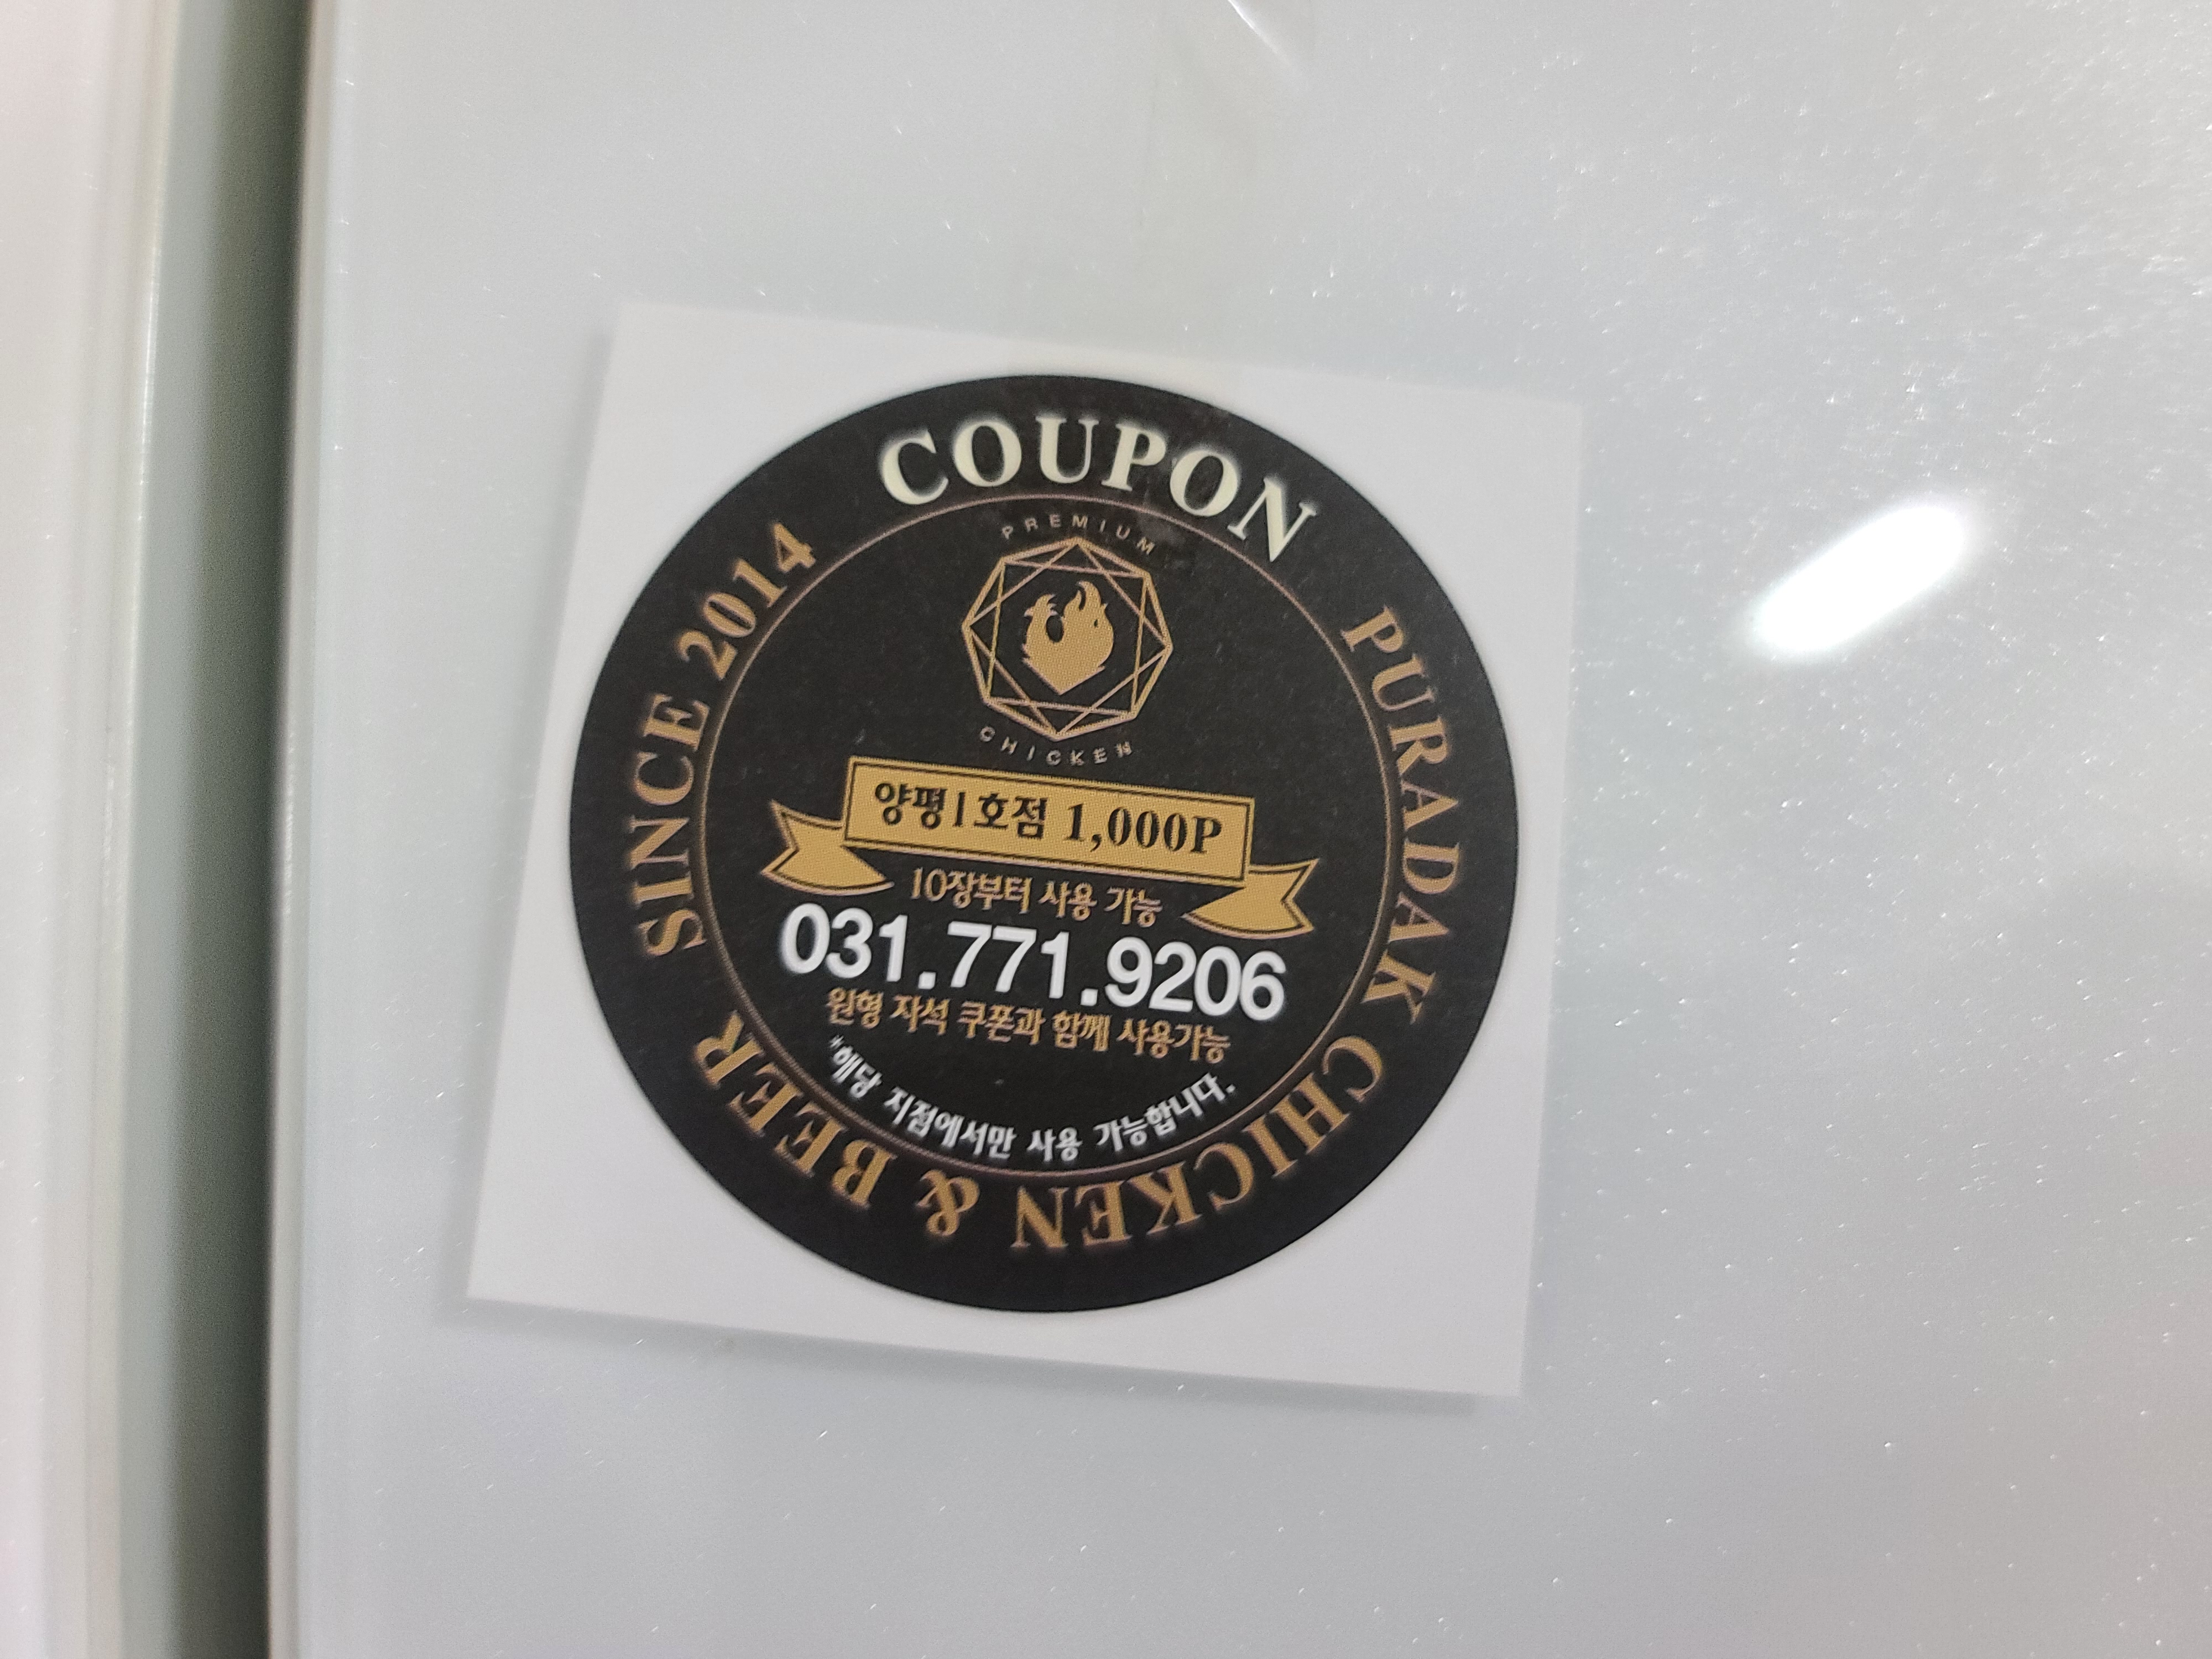 COUPON
SINCE 2014
PURADAK CHICKEN & BEER
PREMIUM
CHICKEN
양평1호점 1,000P
10장부터 사용 가능
031.771.9206
원형 자석 쿠폰과 함께 사용가능
*해당 지점에서만 사용 가능합니다.